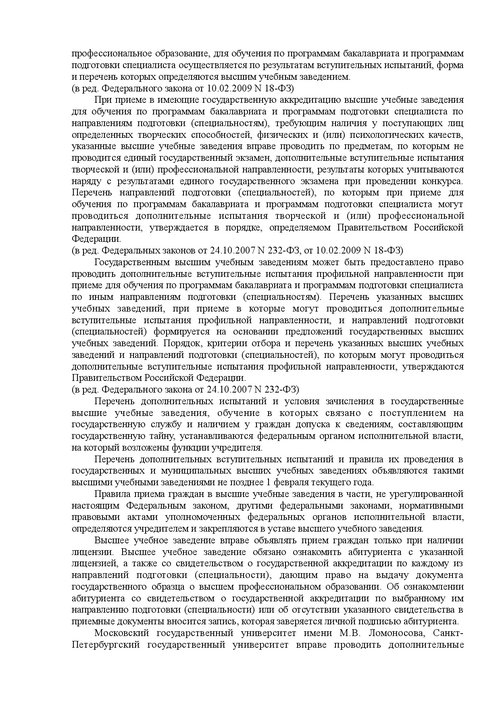 профессиональное образование, для обучения по программам бакалавриата и программам
подготовки специалиста осуществляется по результатам вступительных испытаний, форма
и перечень которых определяются высшим учебным заведением.
(в ред. Федерального закона от 10.02.2009 N 18-ФЗ)
При приеме в имеющие государственную аккредитацию высшие учебные заведения
для обучения по программам бакалавриата и программам подготовки специалиста по
направлениям подготовки (специальностям), требующим наличия у поступающих лиц
определенных творческих способностей, физических и (или) психологических качеств,
указанные высшие учебные заведения вправе проводить по предметам, по которым не
проводится единый государственный экзамен, дополнительные вступительные испытания
творческой и (или) профессиональной направленности, результаты которых учитываются
наряду с результатами единого государственного экзамена при проведении конкурса.
Перечень направлений подготовки (специальностей), по которым при приеме для
обучения по программам бакалавриата и программам подготовки специалиста могут
проводиться дополнительные испытания творческой и (или) профессиональной
направленности, утверждается в порядке, определяемом Правительством Российской
Федерации.
(в ред. Федеральных законов от 24.10.2007 N 232-ФЗ, от 10.02.2009 N 18-ФЗ)
Государственным высшим учебным заведениям может быть предоставлено право
проводить дополнительные вступительные испытания профильной направленности при
приеме для обучения по программам бакалавриата и программам подготовки специалиста
по иным направлениям подготовки (специальностям). Перечень указанных высших
учебных заведений, при приеме в которые могут проводиться дополнительные
вступительные испытания профильной направленности, и направлений подготовки
(специальностей) формируется на основании предложений государственных высших
учебных заведений. Порядок, критерии отбора и перечень указанных высших учебных
заведений и направлений подготовки (специальностей), по которым могут проводиться
дополнительные вступительные испытания профильной направленности, утверждаются
Правительством Российской Федерации.
(в ред. Федерального закона от 24.10.2007 N 232-ФЗ)
Перечень дополнительных испытаний и условия зачисления в государственные
высшие учебные заведения, обучение в которых связано с поступлением на
государственную службу и наличием у граждан допуска к сведениям, составляющим
государственную тайну, устанавливаются федеральным органом исполнительной власти,
на который возложены функции учредителя.
Перечень дополнительных вступительных испытаний и правила их проведения в
государственных и муниципальных высших учебных заведениях объявляются такими
высшими учебными заведениями не позднее 1 февраля текущего года.
Правила приема граждан в высшие учебные заведения в части, не урегулированной
настоящим Федеральным законом, другими федеральными законами, нормативными
правовыми актами уполномоченных федеральных органов исполнительной власти,
определяются учредителем и закрепляются в уставе высшего учебного заведения.
Высшее учебное заведение вправе объявлять прием граждан только при наличии
лицензии. Высшее учебное заведение обязано ознакомить абитуриента с указанной
лицензией, а также со свидетельством о государственной аккредитации по каждому из
направлений подготовки (специальности), дающим право на выдачу документа
государственного образца о высшем профессиональном образовании. Об ознакомлении
абитуриента со свидетельством о государственной аккредитации по выбранному им
направлению подготовки (специальности) или об отсутствии указанного свидетельства в
приемные документы вносится запись, которая заверяется личной подписью абитуриента.
Московский государственный университет имени М.В. Ломоносова, Санкт-
Петербургский государственный университет вправе проводить дополнительные